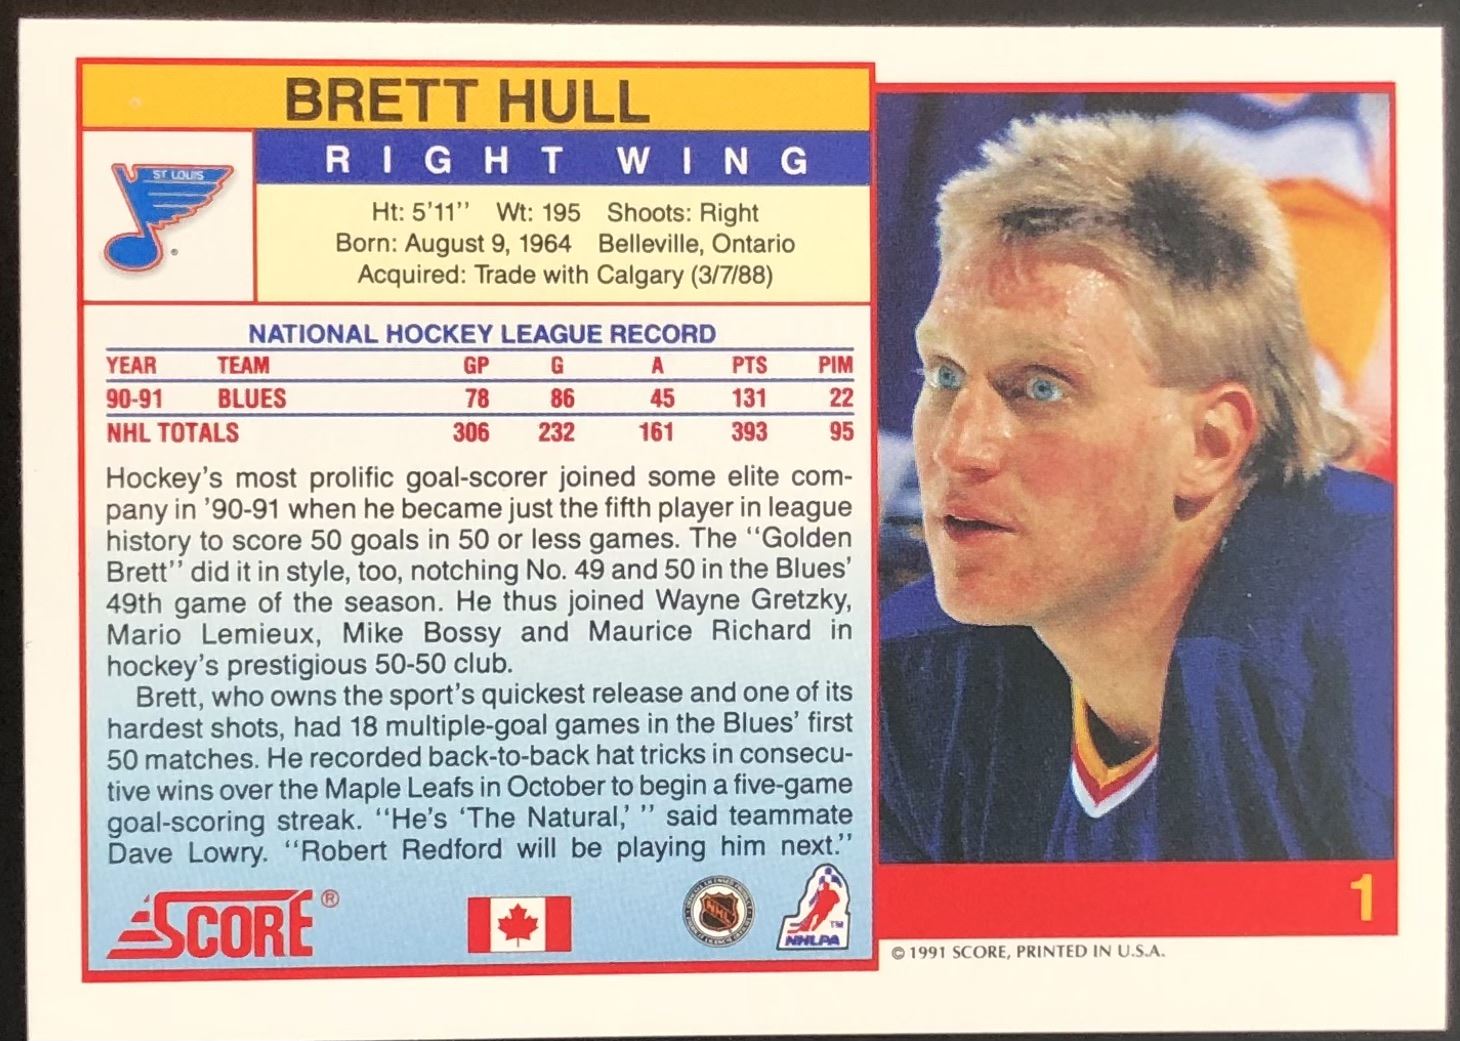 BRETT HULL
RIGHT WING
ST LOUIS
Ht: 5'11'' Wt: 195 Shoots: Right
Born: August 9, 1964 Belleville, Ontario
Acquired: Trade with Calgary (3/7/88)
NATIONAL HOCKEY LEAGUE RECORD
YEAR TEAM GP G A PTS PIM
90-91 BLUES 78 86 45 131 22
NHL TOTALS 306 232 161 393 95
Hockey's most prolific goal-scorer joined some elite com-
pany in '90-91 when he became just the fifth player in league
history to score 50 goals in 50 or less games. The ''Golden
Brett'' did it in style, too, notching No. 49 and 50 in the Blues'
49th game of the season. He thus joined Wayne Gretzky,
Mario Lemieux, Mike Bossy and Maurice Richard in
hockey's prestigious 50-50 club.
Brett, who owns the sport's quickest release and one of its
hardest shots, had 18 multiple-goal games in the Blues' first
50 matches. He recorded back-to-back hat tricks in consecu-
tive wins over the Maple Leafs in October to begin a five-game
goal-scoring streak. ''He's 'The Natural,' '' said teammate
Dave Lowry. ''Robert Redford will be playing him next.''
SCORE®
NHL
NHLPA
TM
1
© 1991 SCORE, PRINTED IN U.S.A.